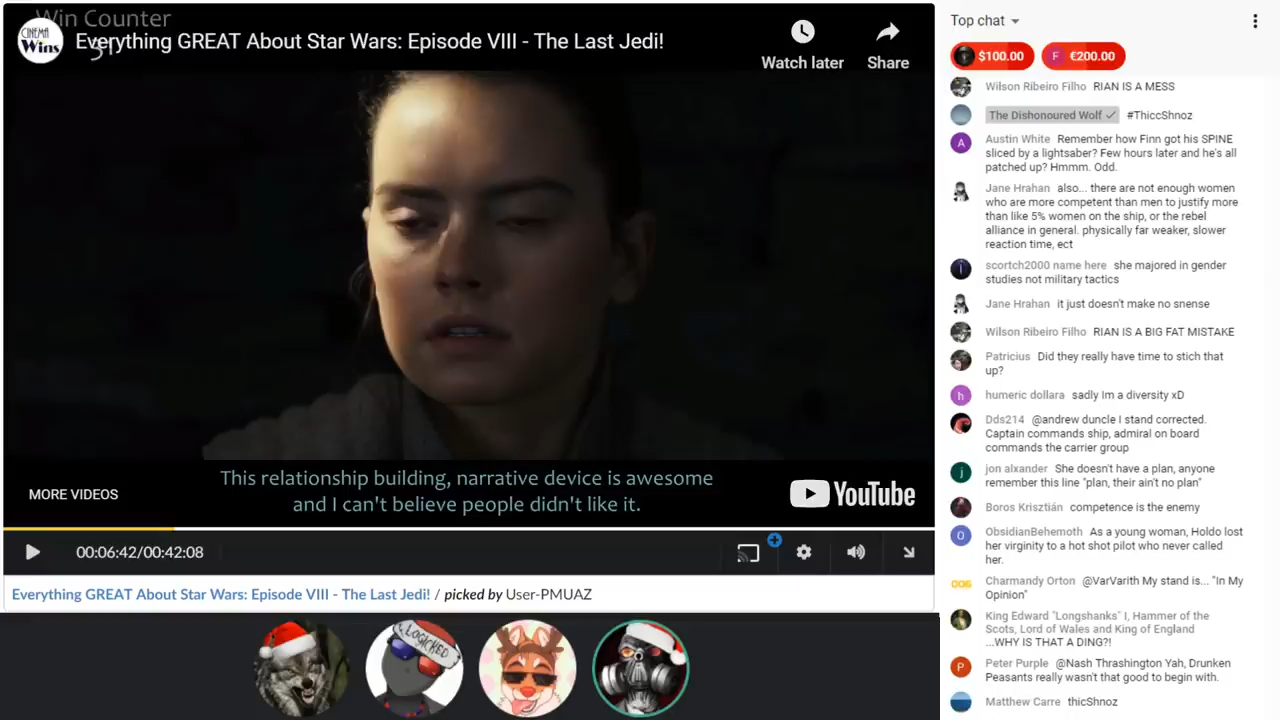 Win Counter
3
CINEMA
Wins
Everything GREAT About Star Wars: Episode VIII - The Last Jedi!
Watch later
Share
This relationship building, narrative device is awesome
and I can't believe people didn't like it.
MORE VIDEOS
YouTube
00:06:42/00:42:08
Everything GREAT About Star Wars: Episode VIII - The Last Jedi! / picked by User-PMUAZ
LOGICKED
Top chat
$100.00
F €200.00
Wilson Ribeiro Filho RIAN IS A MESS
The Dishonoured Wolf #ThiccShnoz
A Austin White Remember how Finn got his SPINE
sliced by a lightsaber? Few hours later and he's all
patched up? Hmmm. Odd.
Jane Hrahan also... there are not enough women
who are more competent than men to justify more
than like 5% women on the ship, or the rebel
alliance in general. physically far weaker, slower
reaction time, ect
scortch2000 name here she majored in gender
studies not military tactics
Jane Hrahan it just doesn't make no snense
Wilson Ribeiro Filho RIAN IS A BIG FAT MISTAKE
Patricius Did they really have time to stich that
up?
h humeric dollara sadly Im a diversity xD
Dds214 @andrew duncle I stand corrected.
Captain commands ship, admiral on board
commands the carrier group
j jon alxander She doesn't have a plan, anyone
remember this line "plan, their ain't no plan"
Boros Krisztián competence is the enemy
O ObsidianBehemoth As a young woman, Holdo lost
her virginity to a hot shot pilot who never called
her.
Charmandy Orton @VarVarith My stand is... "In My
Opinion"
King Edward "Longshanks" I, Hammer of the
Scots, Lord of Wales and King of England
...WHY IS THAT A DING?!
P Peter Purple @Nash Thrashington Yah, Drunken
Peasants really wasn't that good to begin with.
Matthew Carre thicShnoz